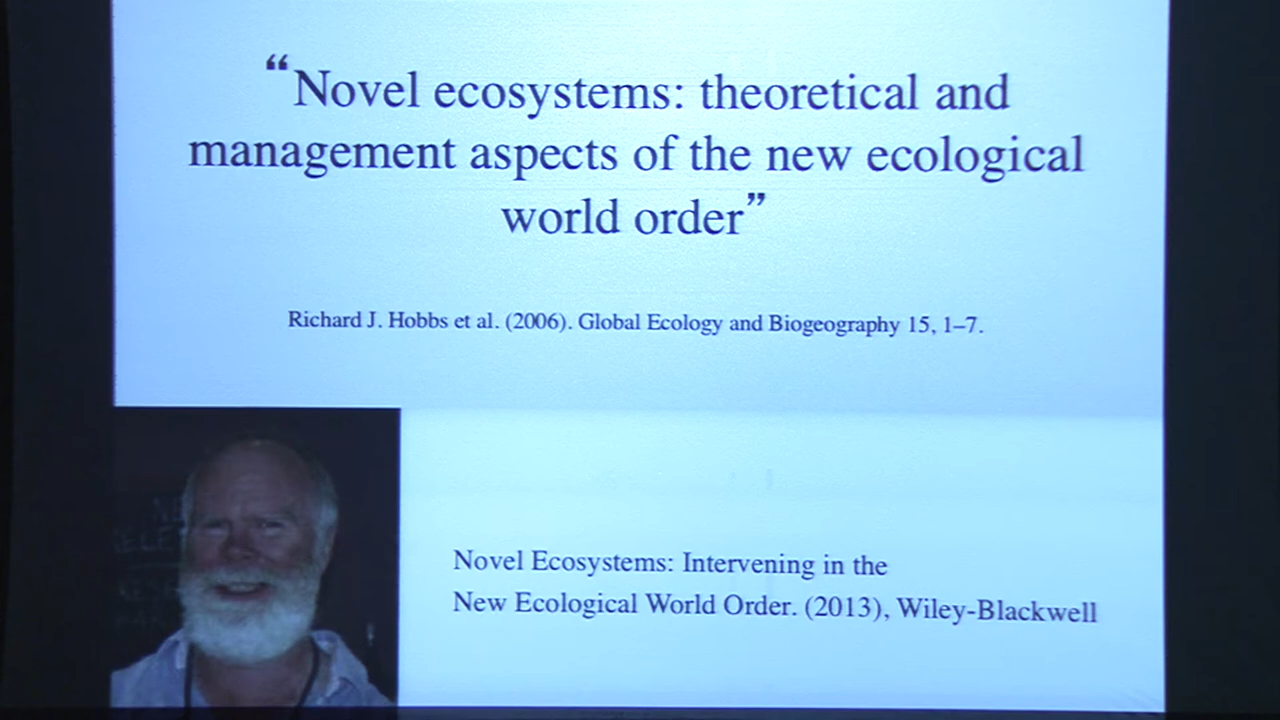 “Novel ecosystems: theoretical and
management aspects of the new ecological
world order”
Richard J. Hobbs et al. (2006). Global Ecology and Biogeography 15, 1–7.
Novel Ecosystems: Intervening in the
New Ecological World Order. (2013), Wiley-Blackwell